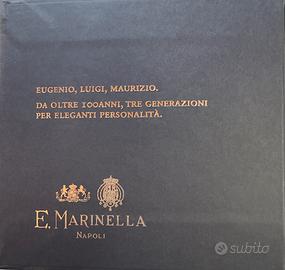 EUGENIO, LUIGI, MAURIZIO.
DA OLTRE 100ANNI, TRE GENERAZIONI
PER ELEGANTI PERSONALITÀ.
E. MARINELLA
NAPOLI
subito